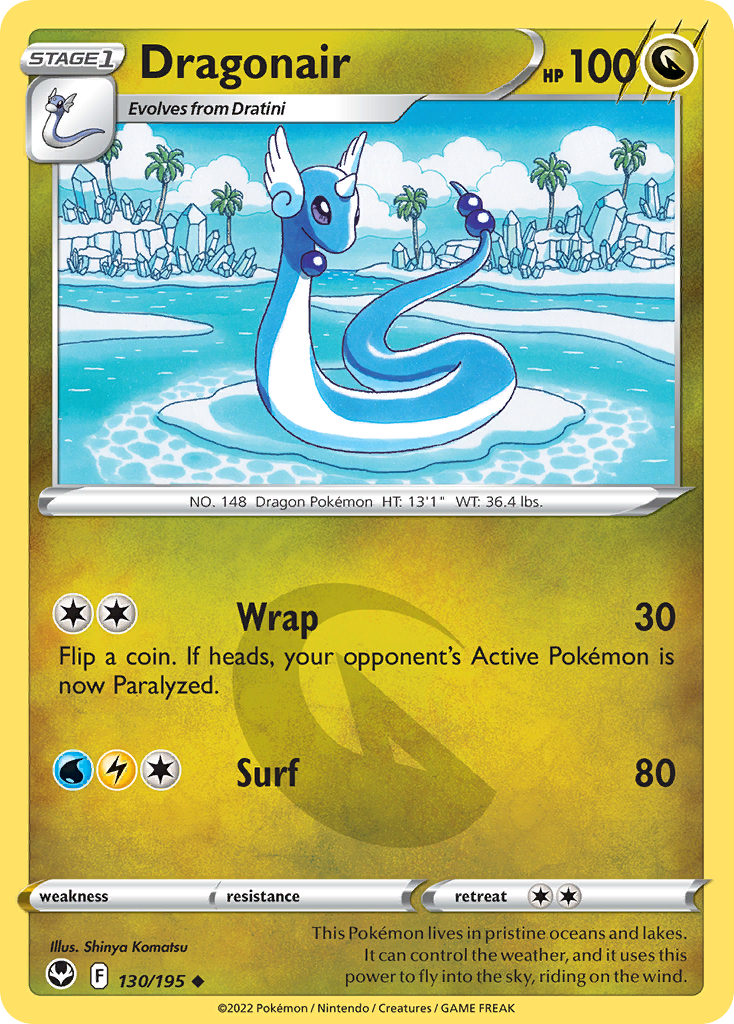 STAGE 1
Dragonair
HP 100
Evolves from Dratini
NO. 148 Dragon Pokémon HT: 13'1" WT: 36.4 lbs.
Wrap 30
Flip a coin. If heads, your opponent's Active Pokémon is
now Paralyzed.
Surf 80
weakness resistance retreat
Illus. Shinya Komatsu
This Pokémon lives in pristine oceans and lakes.
It can control the weather, and it uses this
power to fly into the sky, riding on the wind.
F 130/195
©2022 Pokémon / Nintendo / Creatures / GAME FREAK